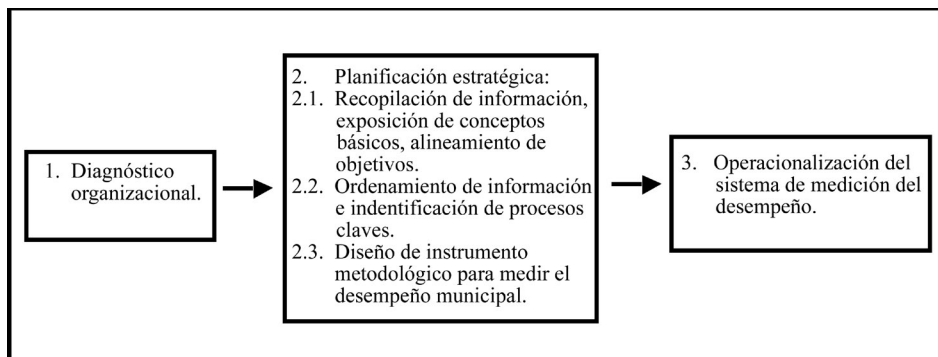 1. Diagnóstico
organizacional.
2. Planificación estratégica:
2.1. Recopilación de información,
exposición de conceptos
básicos, alineamiento de
objetivos.
2.2. Ordenamiento de información
e indentificación de procesos
claves.
2.3. Diseño de instrumento
metodológico para medir el
desempeño municipal.
3. Operacionalización del
sistema de medición del
desempeño.